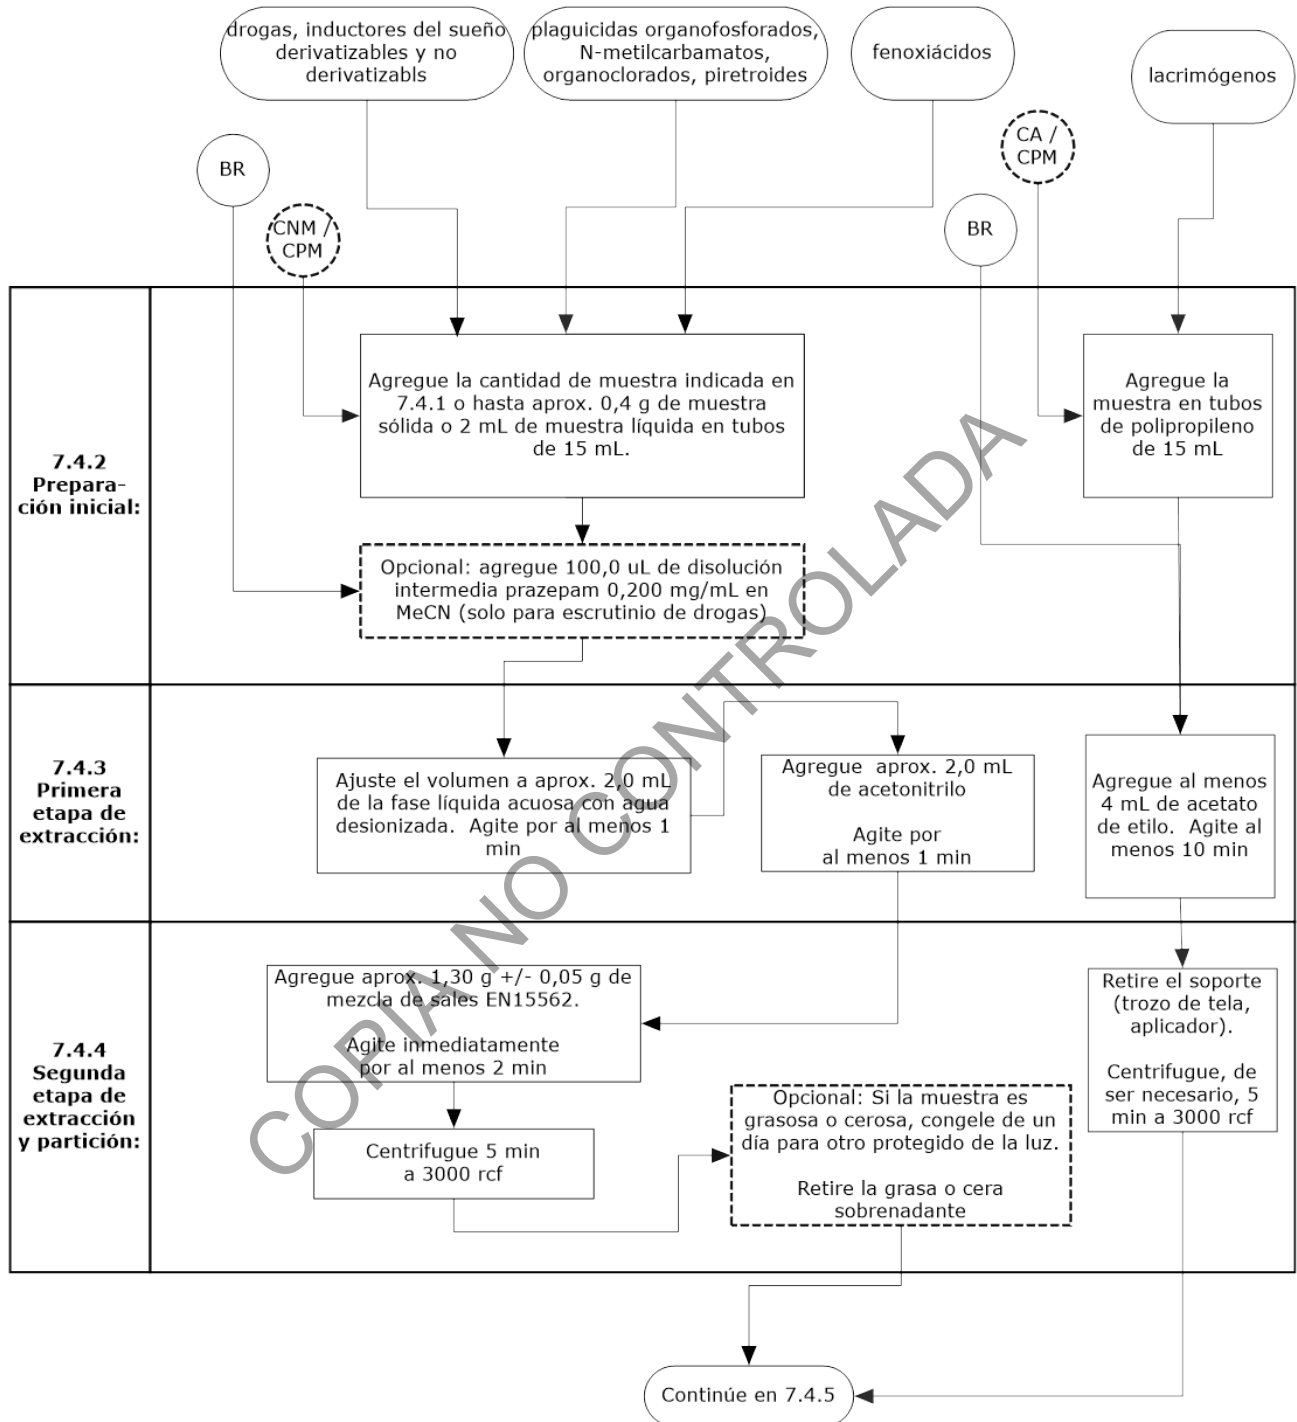 drogas, inductores del sueño
derivatizables y no
derivatizabls
plaguicidas organofosforados,
N-metilcarbamatos,
organoclorados, piretroides
fenoxiácidos
lacrimógenos
BR
CNM /
CPM
CA /
CPM
BR
7.4.2
Prepara-
ción inicial:
Agregue la cantidad de muestra indicada en
7.4.1 o hasta aprox. 0,4 g de muestra
sólida o 2 mL de muestra líquida en tubos
de 15 mL.
Agregue la
muestra en tubos
de polipropileno
de 15 mL
Opcional: agregue 100,0 uL de disolución
intermedia prazepam 0,200 mg/mL en
MeCN (solo para escrutinio de drogas)
7.4.3
Primera
etapa de
extracción:
Ajuste el volumen a aprox. 2,0 mL
de la fase líquida acuosa con agua
desionizada.  Agite por al menos 1
min
Agregue  aprox. 2,0 mL
de acetonitrilo
Agite por
al menos 1 min
Agregue al menos
4 mL de acetato
de etilo.  Agite al
menos 10 min
7.4.4
Segunda
etapa de
extracción
y partición:
Agregue aprox. 1,30 g +/- 0,05 g de
mezcla de sales EN15562.
Agite inmediatamente
por al menos 2 min
Centrifugue 5 min
a 3000 rcf
Opcional: Si la muestra es
grasosa o cerosa, congele de un
día para otro protegido de la luz.
Retire la grasa o cera
sobrenadante
Retire el soporte
(trozo de tela,
aplicador).
Centrifugue, de
ser necesario, 5
min a 3000 rcf
Continúe en 7.4.5
COPIA NO CONTROLADA